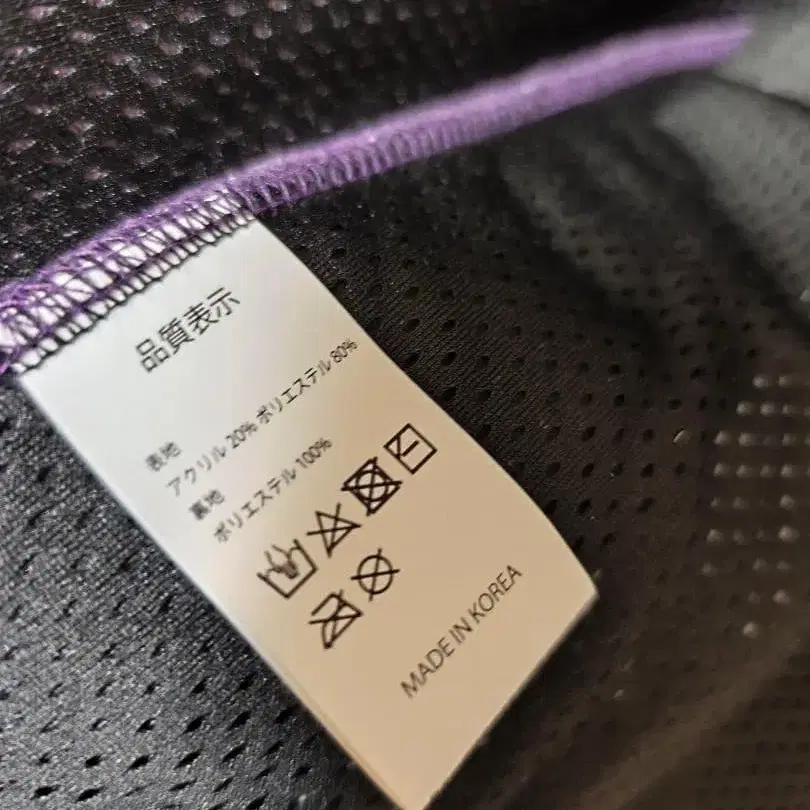 品質表示
表地
アクリル 20% ポリエステル 80%
裏地
ポリエステル 100%
MADE IN KOREA